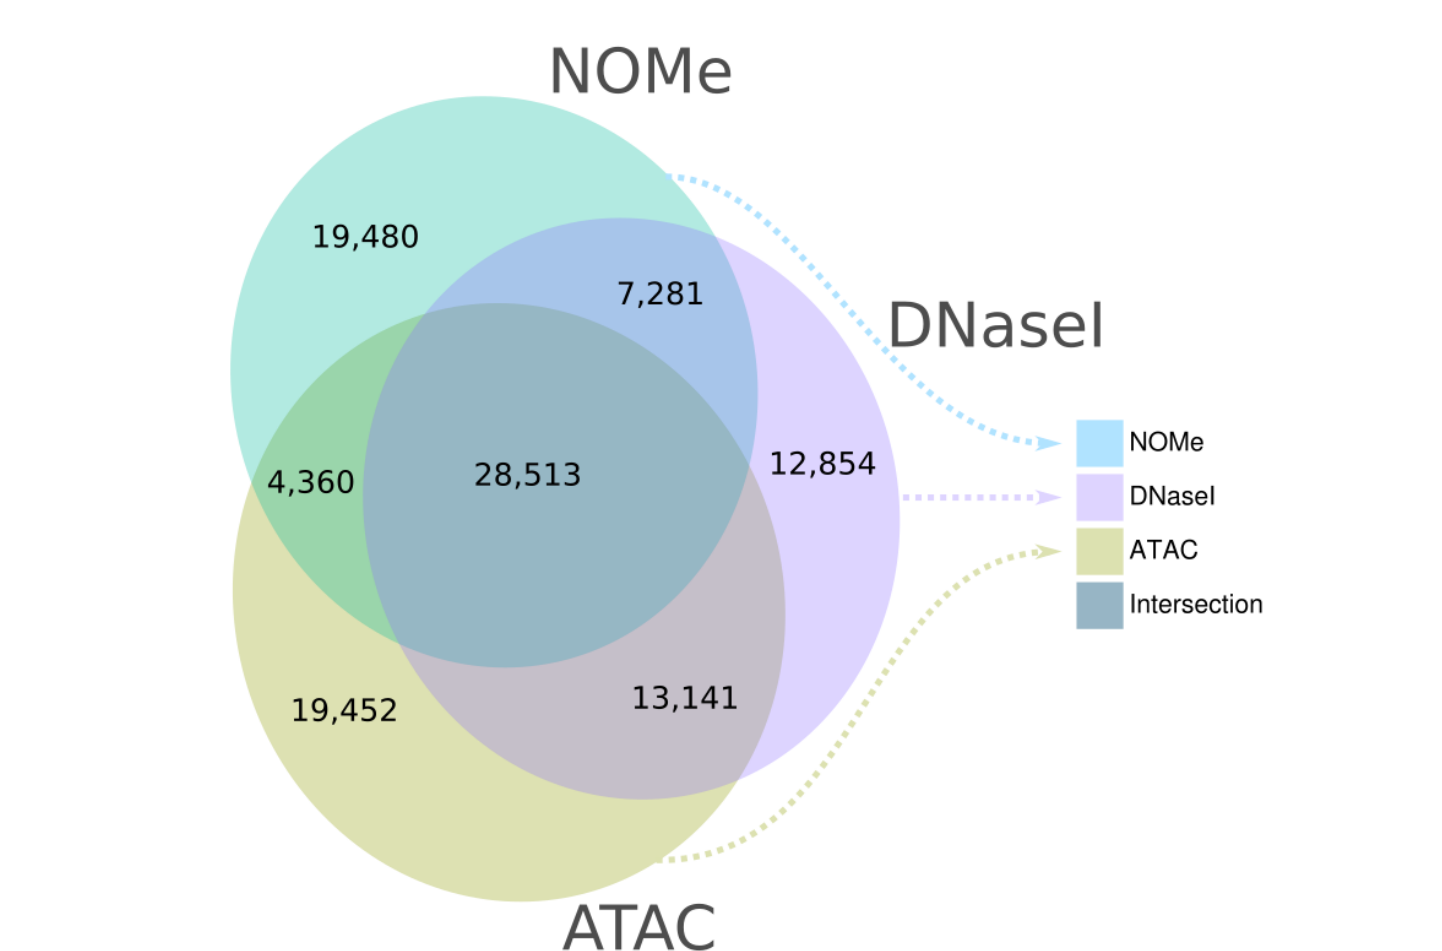 NOMe
19,480
7,281
DNaseI
NOMe
12,854
28,513
4,360
DNaseI
ATAC
Intersection
13,141
19,452
ATAC